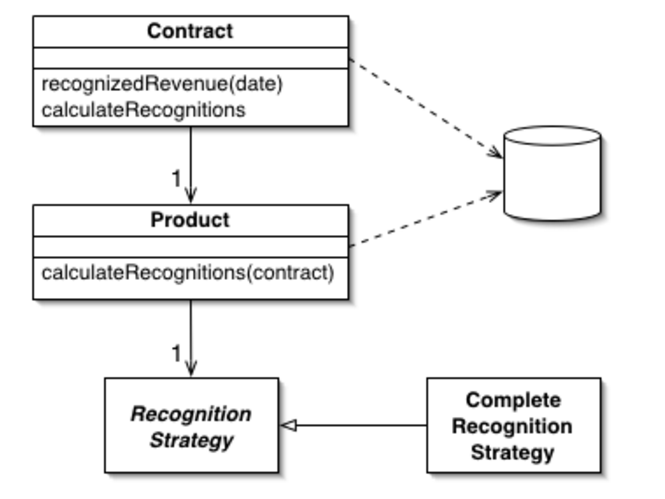 Contract
recognizedRevenue(date)
calculateRecognitions
1
Product
calculateRecognitions(contract)
1
Recognition
Strategy
Complete
Recognition
Strategy